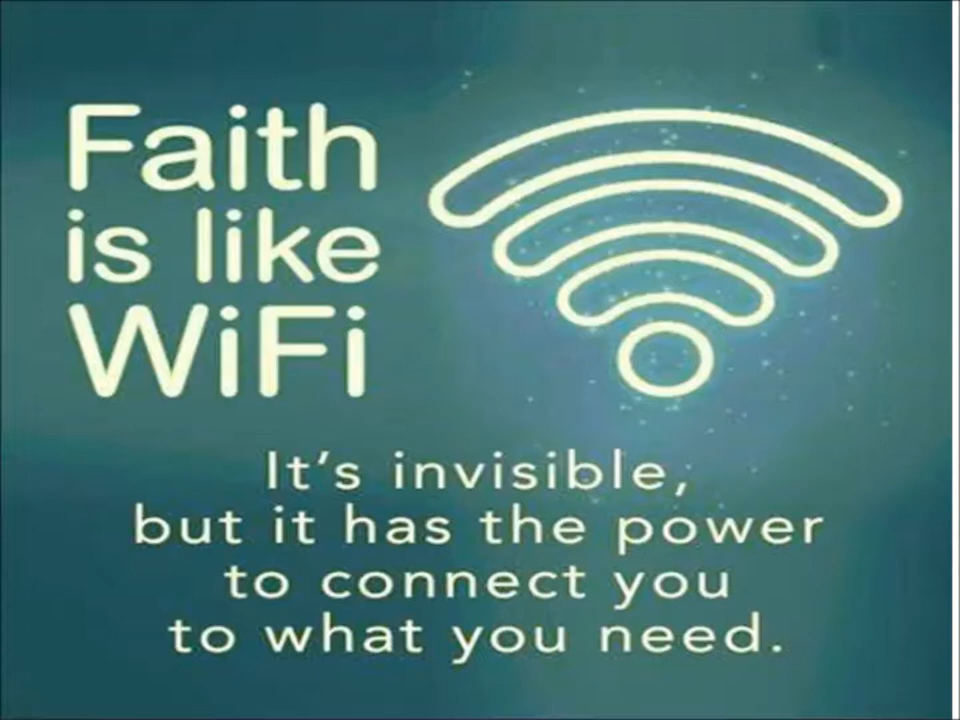 Faith
is like
WiFi
It's invisible,
but it has the power
to connect you
to what you need.